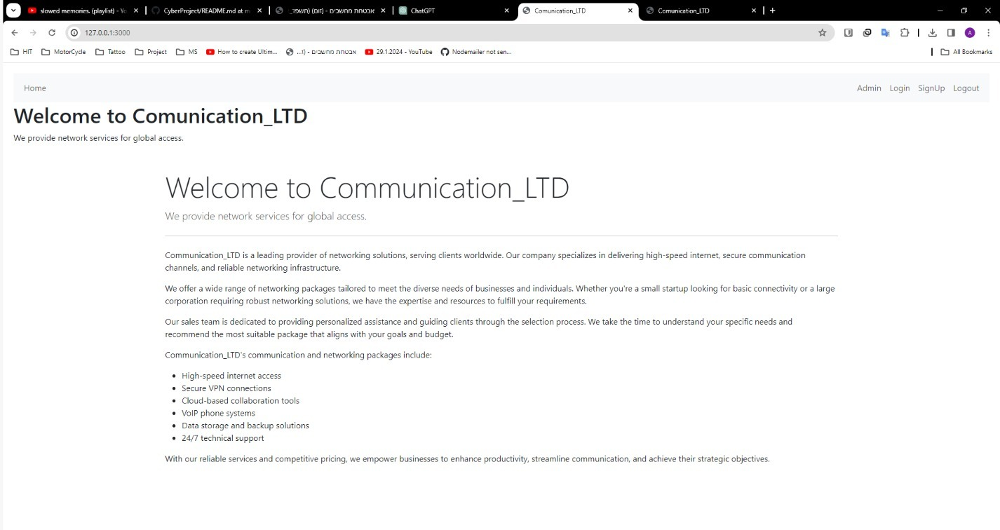 slowed memories. (playlist) - Yo
CyberProject/README.md at m
אבטחת מחשבים - (זום) (תשפד_
ChatGPT
Comunication_LTD
Comunication_LTD
127.0.0.1:3000
HIT
MotorCycle
Tattoo
Project
MS
How to create Ultim...
אבטחת מחשבים - (ז...
29.1.2024 - YouTube
Nodemailer not sen...
All Bookmarks
A
Home
Admin
Login
SignUp
Logout
Welcome to Comunication_LTD
We provide network services for global access.
Welcome to Communication_LTD
We provide network services for global access.
Communication_LTD is a leading provider of networking solutions, serving clients worldwide. Our company specializes in delivering high-speed internet, secure communication
channels, and reliable networking infrastructure.
We offer a wide range of networking packages tailored to meet the diverse needs of businesses and individuals. Whether you're a small startup looking for basic connectivity or a large
corporation requiring robust networking solutions, we have the expertise and resources to fulfill your requirements.
Our sales team is dedicated to providing personalized assistance and guiding clients through the selection process. We take the time to understand your specific needs and
recommend the most suitable package that aligns with your goals and budget.
Communication_LTD's communication and networking packages include:
• High-speed internet access
• Secure VPN connections
• Cloud-based collaboration tools
• VoIP phone systems
• Data storage and backup solutions
• 24/7 technical support
With our reliable services and competitive pricing, we empower businesses to enhance productivity, streamline communication, and achieve their strategic objectives.